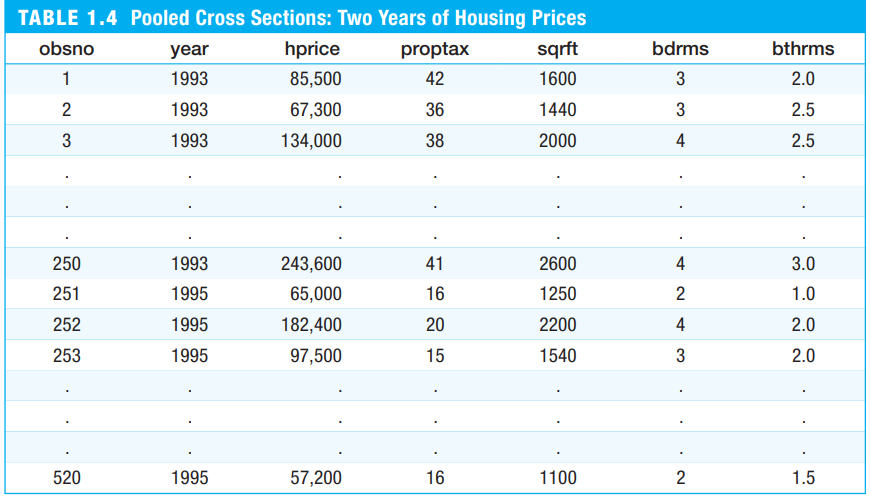 TABLE 1.4 Pooled Cross Sections: Two Years of Housing Prices
obsno year hprice proptax sqrft bdrms bthrms
1 1993 85,500 42 1600 3 2.0
2 1993 67,300 36 1440 3 2.5
3 1993 134,000 38 2000 4 2.5
. . . . . . .
. . . . . . .
. . . . . . .
250 1993 243,600 41 2600 4 3.0
251 1995 65,000 16 1250 2 1.0
252 1995 182,400 20 2200 4 2.0
253 1995 97,500 15 1540 3 2.0
. . . . . . .
. . . . . . .
. . . . . . .
520 1995 57,200 16 1100 2 1.5